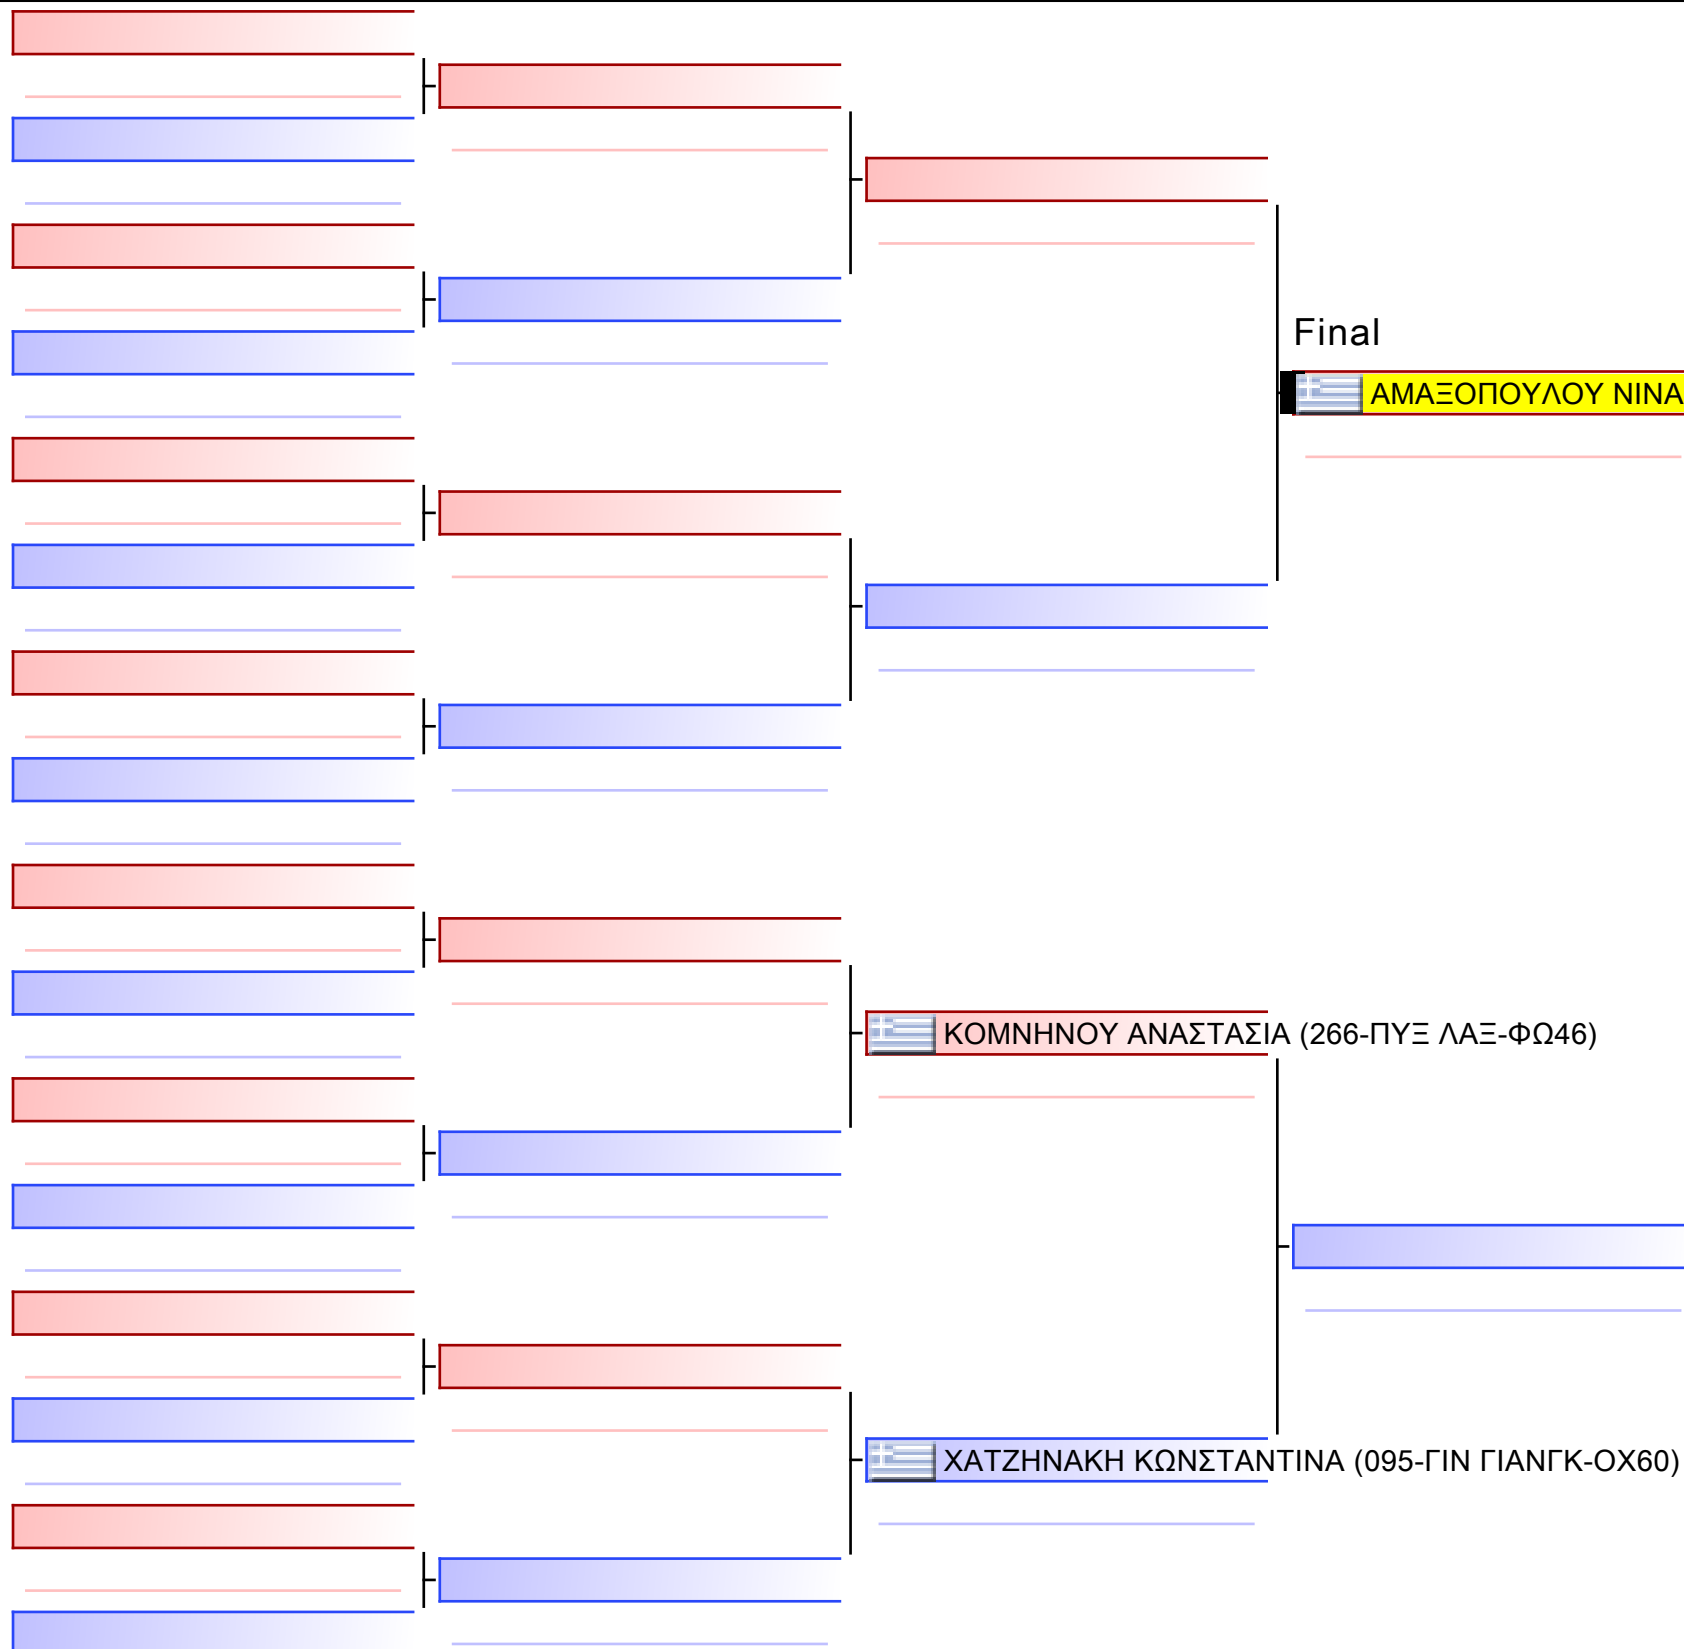 Final
ΑΜΑΞΟΠΟΥΛΟΥ ΝΙΝΑ
ΚΟΜΝΗΝΟΥ ΑΝΑΣΤΑΣΙΑ (266-ΠΥΞ ΛΑΞ-ΦΩ46)
ΧΑΤΖΗΝΑΚΗ ΚΩΝΣΤΑΝΤΙΝΑ (095-ΓΙΝ ΓΙΑΝΓΚ-ΟΧ60)